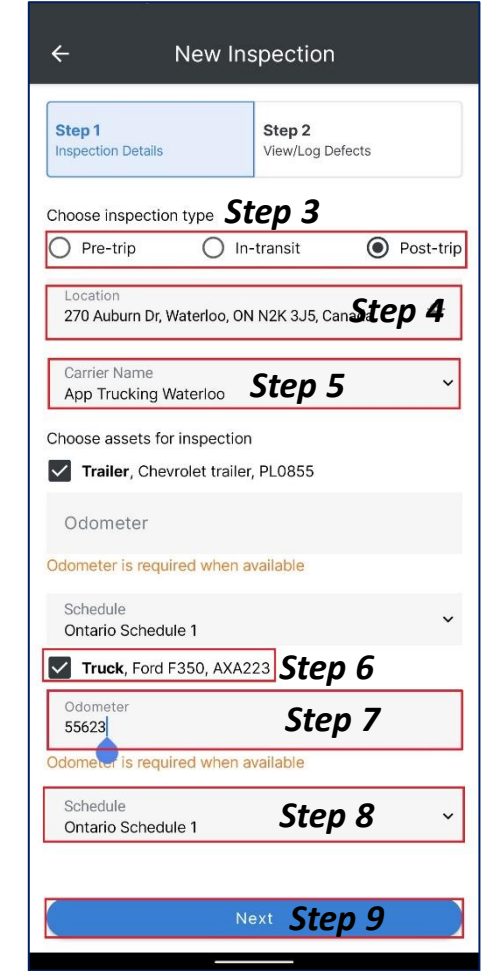 New Inspection
Step 1
Inspection Details
Step 2
View/Log Defects
Choose inspection type Step 3
Pre-trip In-transit Post-trip
Location
270 Auburn Dr, Waterloo, ON N2K 3J5, Canada Step 4
Carrier Name
App Trucking Waterloo Step 5
Choose assets for inspection
Trailer, Chevrolet trailer, PL0855
Odometer
Odometer is required when available
Schedule
Ontario Schedule 1
Truck, Ford F350, AXA223 Step 6
Odometer
55623 Step 7
Odometer is required when available
Schedule
Ontario Schedule 1 Step 8
Next Step 9